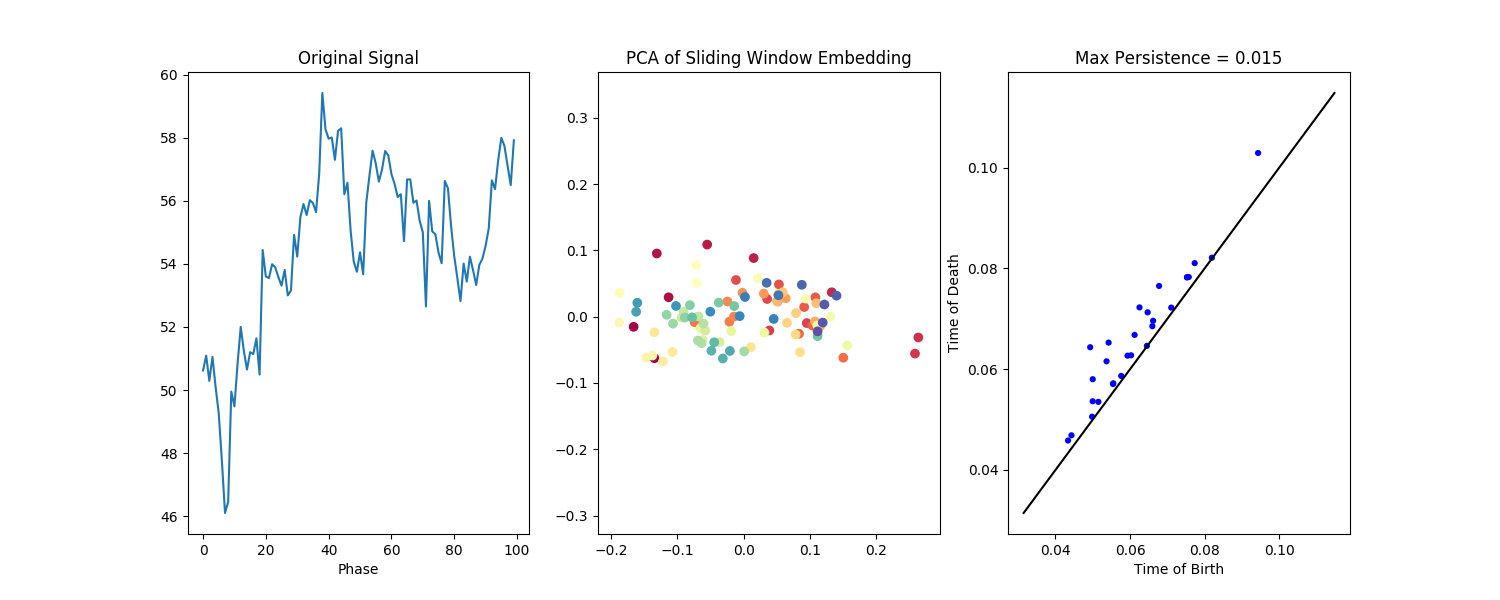 Original Signal
PCA of Sliding Window Embedding
Max Persistence = 0.015
60
58
56
54
52
50
48
46
0 20 40 60 80 100
Phase
0.3
0.2
0.1
0.0
−0.1
−0.2
−0.3
−0.2 −0.1 0.0 0.1 0.2
Time of Death
0.10
0.08
0.06
0.04
0.04 0.06 0.08 0.10
Time of Birth